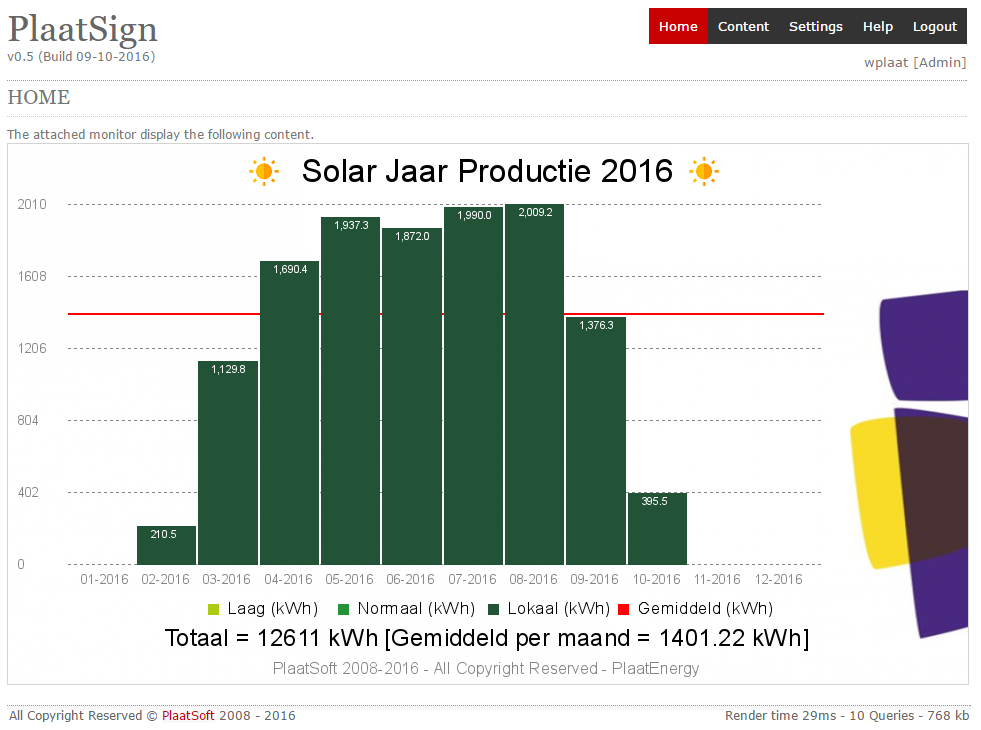 PlaatSign
v0.5 (Build 09-10-2016)
Home Content Settings Help Logout
wplaat [Admin]
HOME
The attached monitor display the following content.
Solar Jaar Productie 2016
2010
1608
1206
804
402
0
210.5
1,129.8
1,690.4
1,937.3
1,872.0
1,990.0
2,009.2
1,376.3
395.5
01-2016 02-2016 03-2016 04-2016 05-2016 06-2016 07-2016 08-2016 09-2016 10-2016 11-2016 12-2016
Laag (kWh) Normaal (kWh) Lokaal (kWh) Gemiddeld (kWh)
Totaal = 12611 kWh [Gemiddeld per maand = 1401.22 kWh]
PlaatSoft 2008-2016 - All Copyright Reserved - PlaatEnergy
All Copyright Reserved © PlaatSoft 2008 - 2016
Render time 29ms - 10 Queries - 768 kb